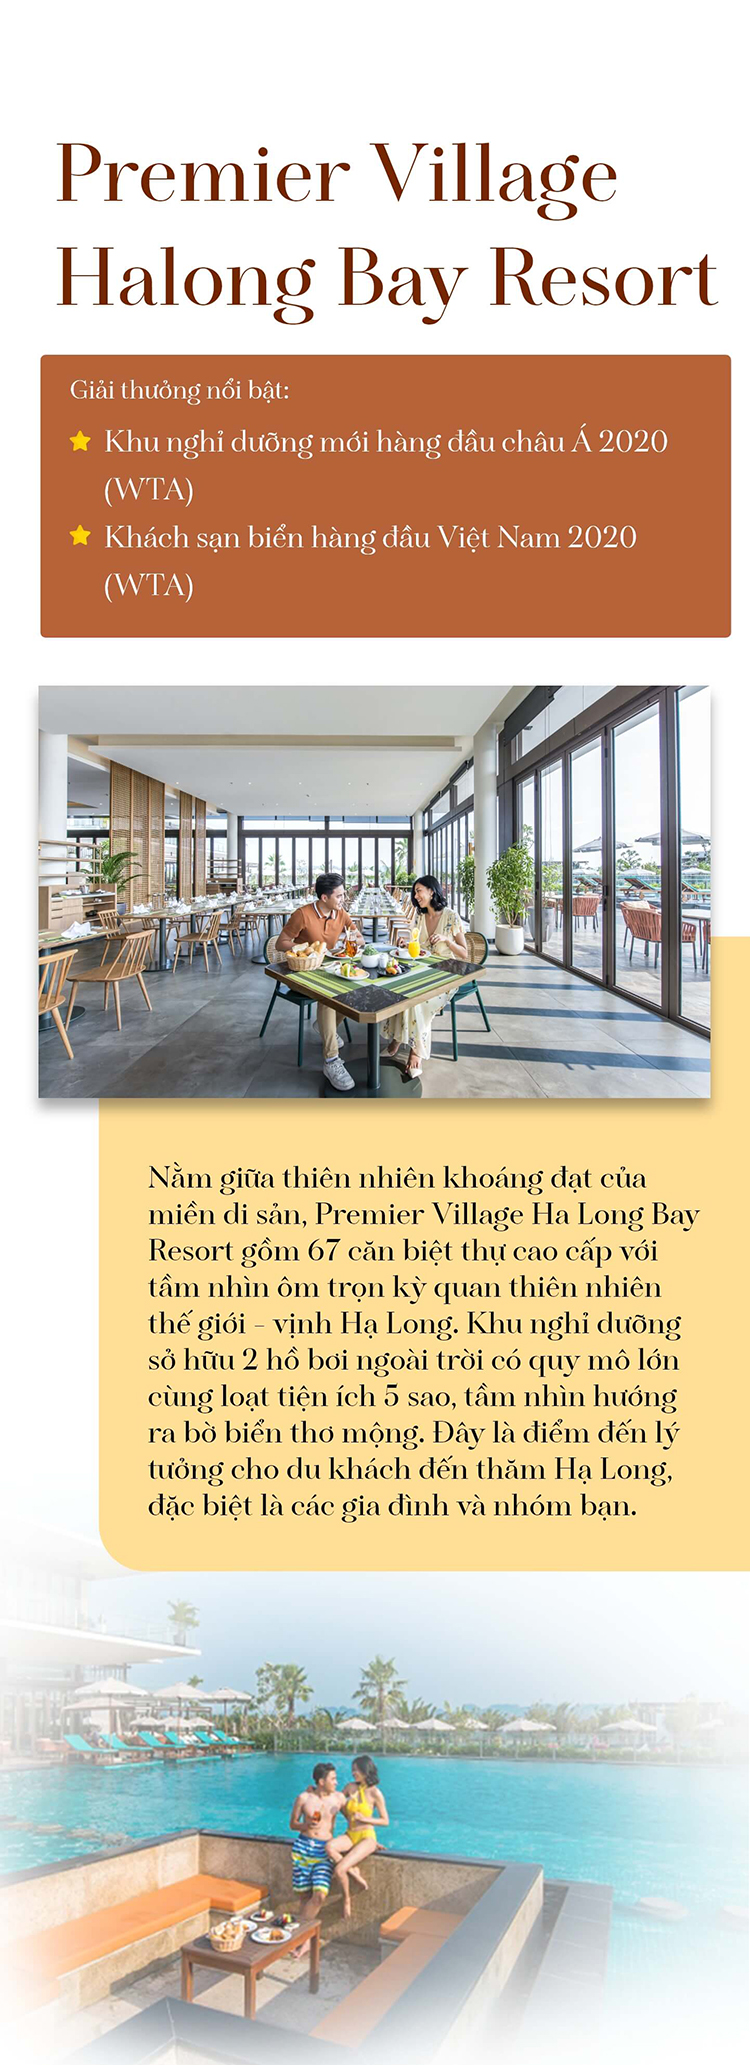 Premier Village
Halong Bay Resort
Giải thưởng nổi bật:
Khu nghỉ dưỡng mới hàng đầu châu Á 2020
(WTA)
Khách sạn biển hàng đầu Việt Nam 2020
(WTA)
Nằm giữa thiên nhiên khoáng đạt của
miền di sản, Premier Village Ha Long Bay
Resort gồm 67 căn biệt thự cao cấp với
tầm nhìn ôm trọn kỳ quan thiên nhiên
thế giới - vịnh Hạ Long. Khu nghỉ dưỡng
sở hữu 2 hồ bơi ngoài trời có quy mô lớn
cùng loạt tiện ích 5 sao, tầm nhìn hướng
ra bờ biển thơ mộng. Đây là điểm đến lý
tưởng cho du khách đến thăm Hạ Long,
đặc biệt là các gia đình và nhóm bạn.